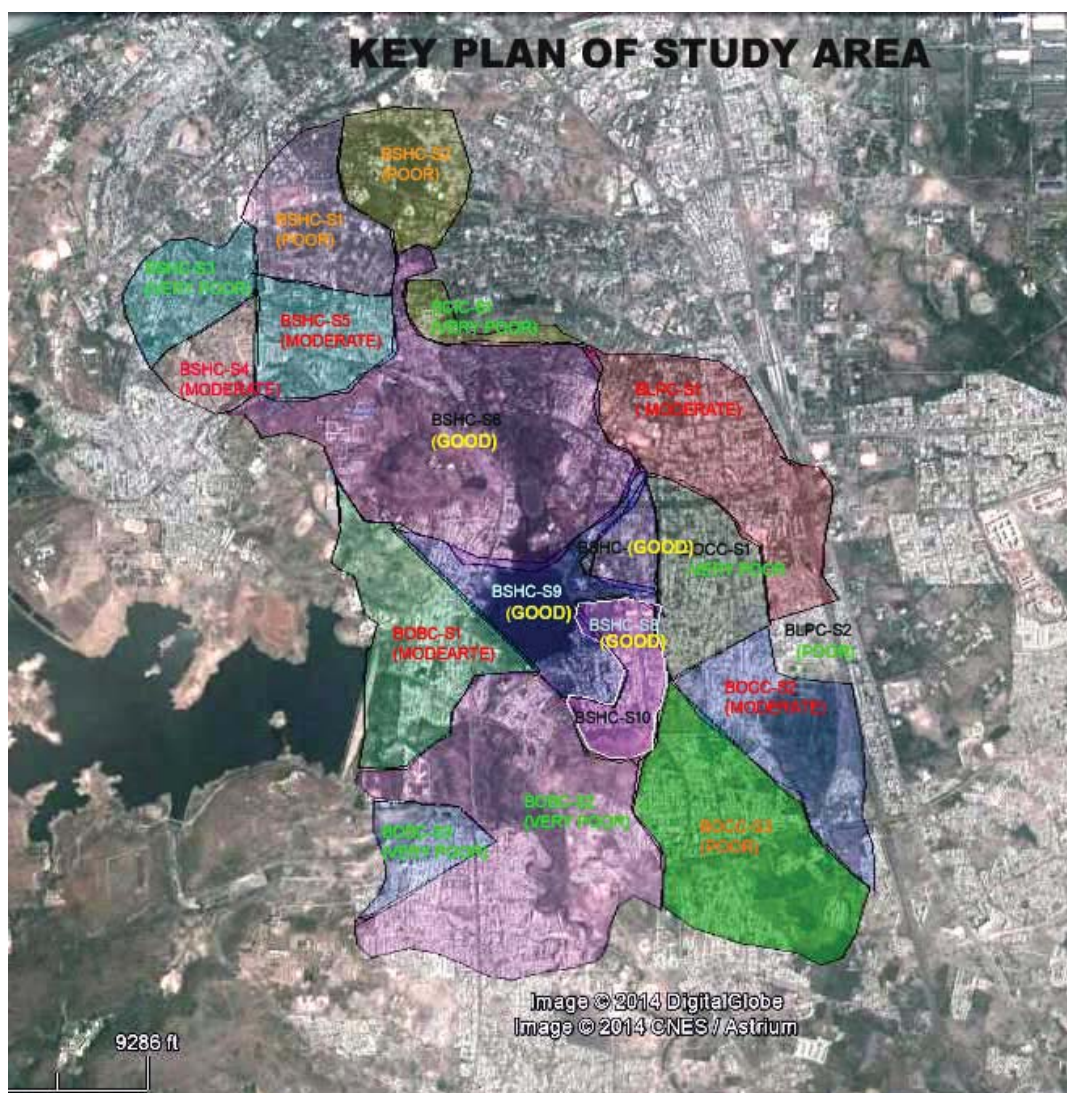 KEY PLAN OF STUDY AREA
BSHC-S2
(POOR)
BSHC-S1
(POOR)
BSHC-S3
(VERY POOR)
BSHC-S5
(MODERATE)
(VERY POOR)
BSHC-S4
(MODERATE)
( MODERATE)
BSHC-S6
(GOOD)
BSHC- (GOOD) OCC-S1
VERY POOR
BSHC-S9
(GOOD)
BSHC-S8
(GOOD)
BOBC-S1
(MODEARTE)
BLPC-S2
(POOR)
BOCC-S2
(MODERATE)
BSHC-S10
BOBC-S2
(VERY POOR)
BOCC-S3
(POOR)
(VERY POOR)
Image © 2014 DigitalGlobe
Image © 2014 CNES / Astrium
9286 ft